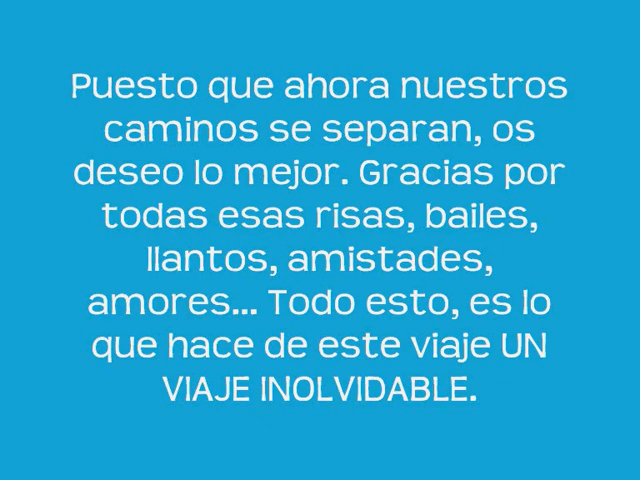 Puesto que ahora nuestros
caminos se separan, os
deseo lo mejor. Gracias por
todas esas risas, bailes,
llantos, amistades,
amores... Todo esto, es lo
que hace de este viaje UN
VIAJE INOLVIDABLE.